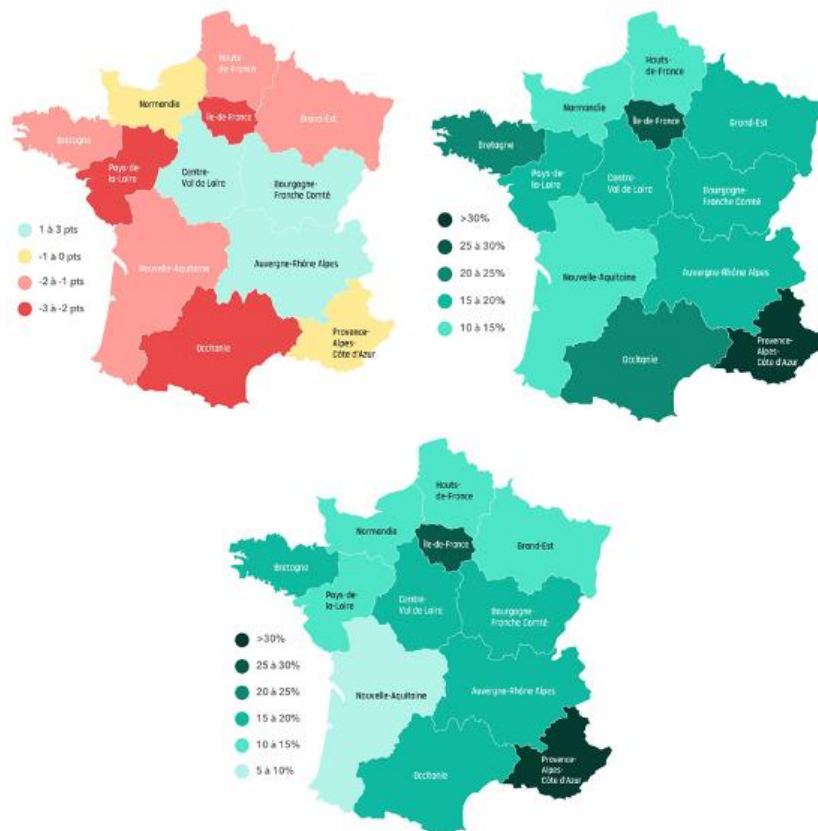 Hauts-
de-France
Normandie
Île-de-France
Grand-Est
Bretagne
Pays-de-
la-Loire
Centre-
Val de Loire
Bourgogne-
Franche Comté
1 à 3 pts
-1 à 0 pts
-2 à -1 pts
-3 à -2 pts
Nouvelle-Aquitaine
Auvergne-Rhône Alpes
Occitanie
Provence-
Alpes-
Côte d'Azur
Hauts-
de-France
Normandie
Île-de-France
Grand-Est
Bretagne
Pays-de-
la-Loire
Centre-
Val de Loire
Bourgogne-
Franche Comté
>30%
25 à 30%
20 à 25%
15 à 20%
10 à 15%
Nouvelle-Aquitaine
Auvergne-Rhône Alpes
Occitanie
Provence-
Alpes-
Côte d'Azur
Hauts-
de-France
Normandie
Île-de-France
Grand-Est
Bretagne
Pays-de-
la-Loire
Centre-
Val de Loire
Bourgogne-
Franche Comté
>30%
25 à 30%
20 à 25%
15 à 20%
10 à 15%
5 à 10%
Nouvelle-Aquitaine
Auvergne-Rhône Alpes
Occitanie
Provence-
Alpes-
Côte d'Azur